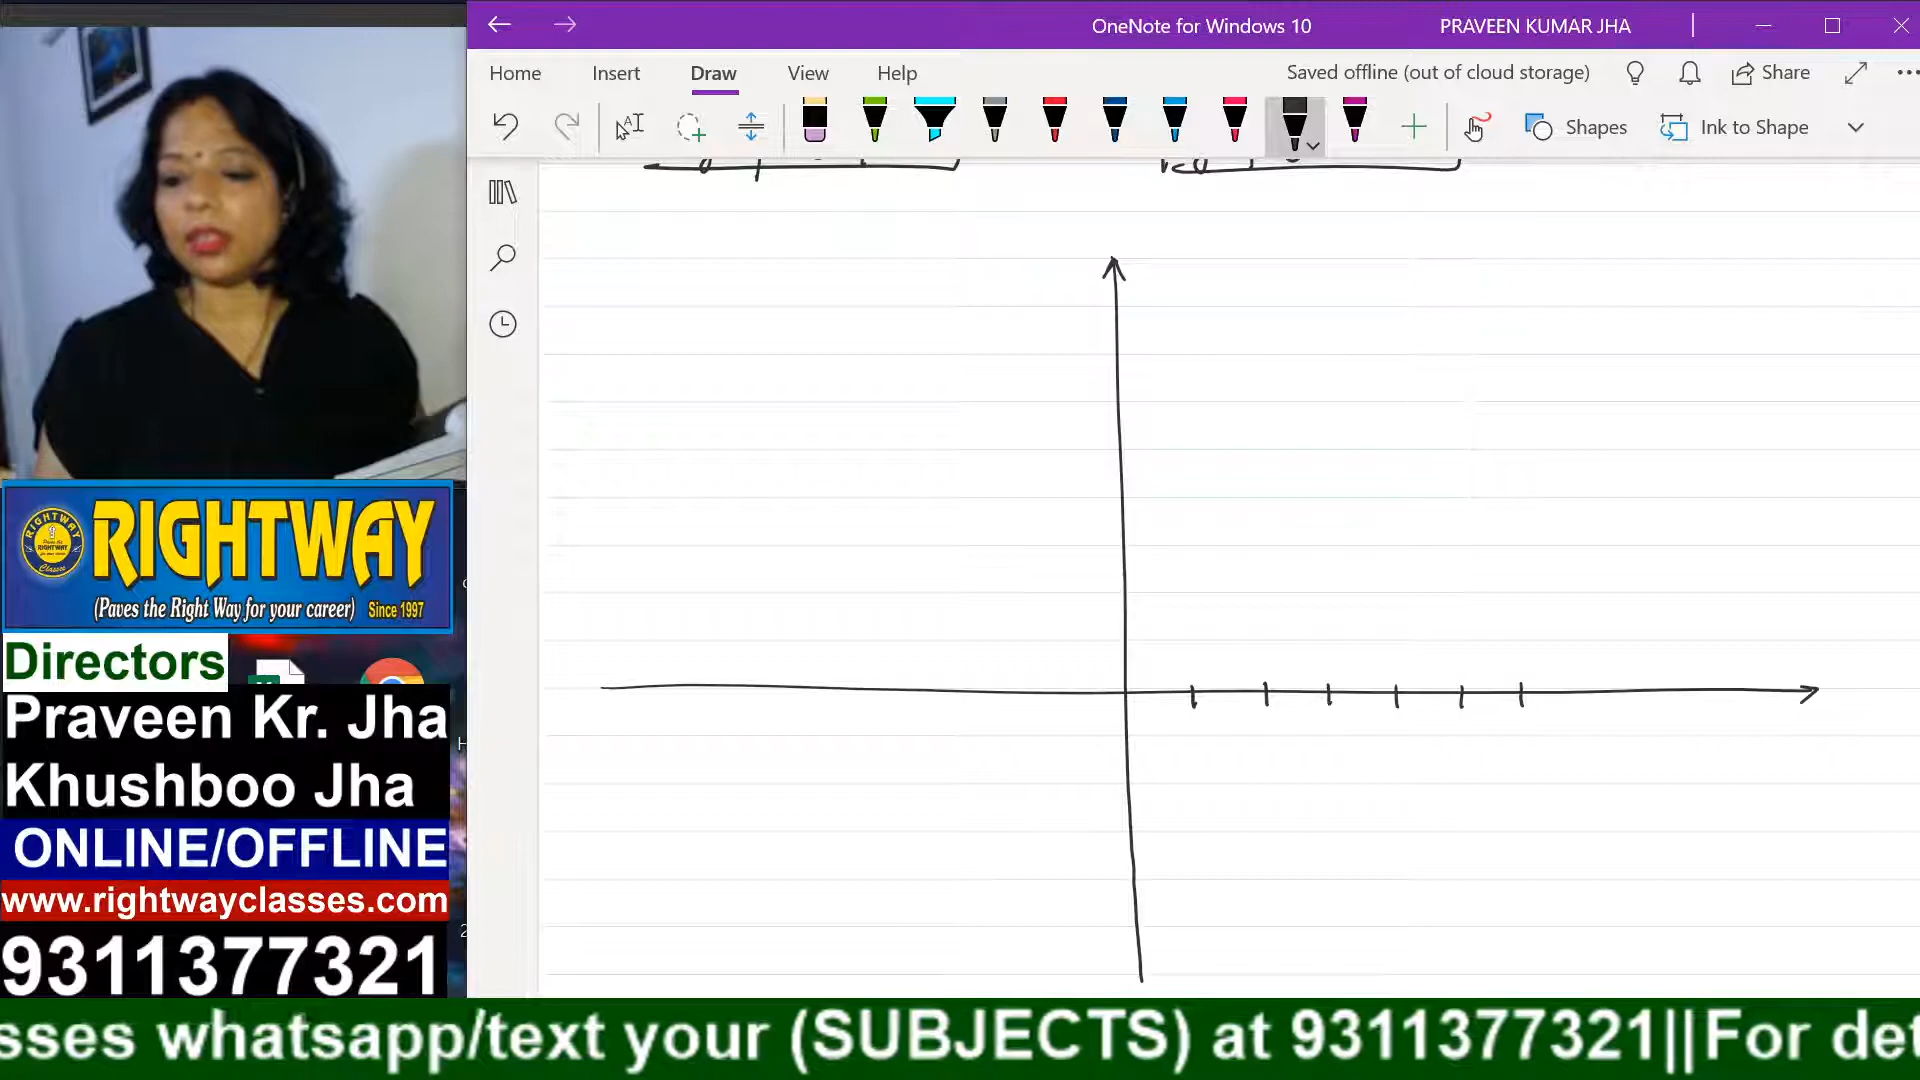 OneNote for Windows 10
PRAVEEN KUMAR JHA
Home Insert Draw View Help
Saved offline (out of cloud storage)
Share
Shapes
Ink to Shape
RIGHTWAY
RIGHTWAY
Classes
(Paves the Right Way for your career) Since 1997
Directors
Praveen Kr. Jha
Khushboo Jha
ONLINE/OFFLINE
www.rightwayclasses.com
9311377321
sses whatsapp/text your (SUBJECTS) at 9311377321||For det